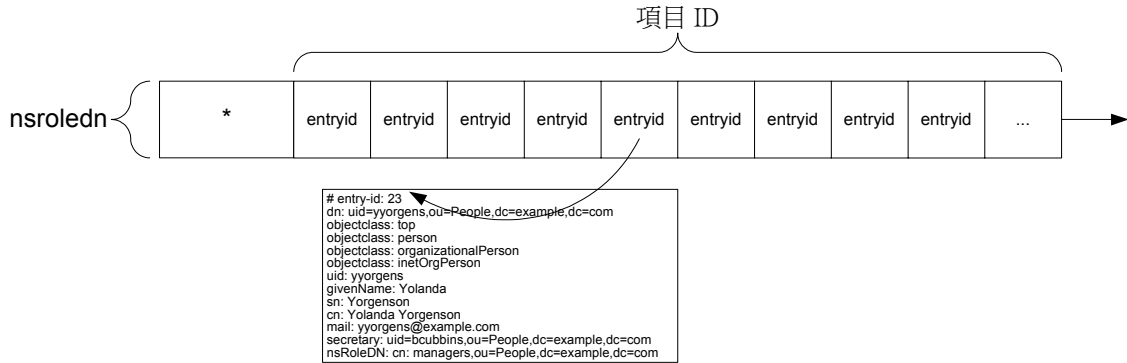 項目 ID
nsroledn
*
entryid entryid entryid entryid entryid entryid entryid entryid entryid ...
# entry-id: 23
dn: uid=yyorgens,ou=People,dc=example,dc=com
objectclass: top
objectclass: person
objectclass: organizationalPerson
objectclass: inetOrgPerson
uid: yyorgens
givenName: Yolanda
sn: Yorgenson
cn: Yolanda Yorgenson
mail: yyorgens@example.com
secretary: uid=bcubbins,ou=People,dc=example,dc=com
nsRoleDN: cn: managers,ou=People,dc=example,dc=com